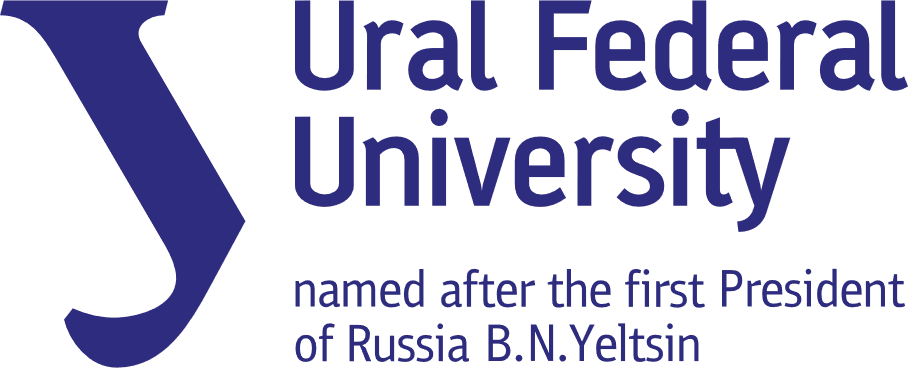 Ural Federal
University
named after the first President
of Russia B.N.Yeltsin